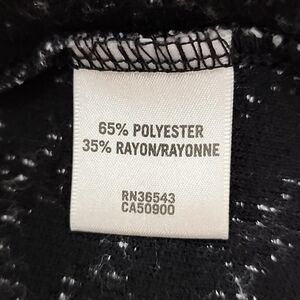 65% POLYESTER
35% RAYON/RAYONNE
RN36543
CA50900